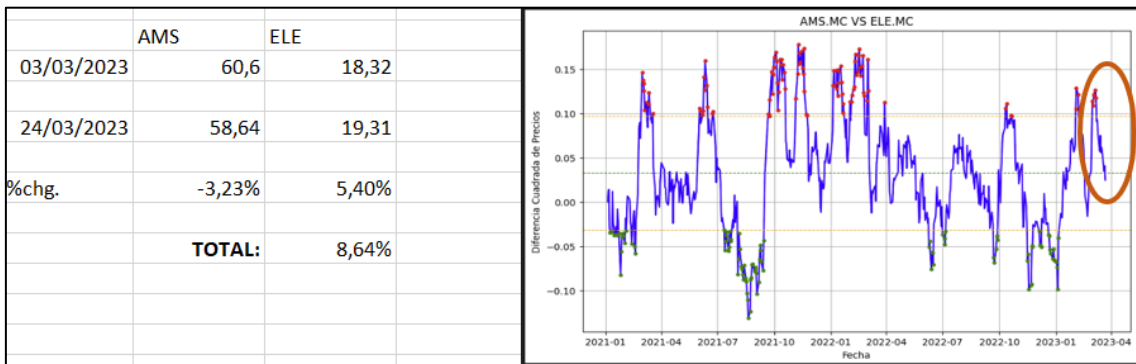 AMS ELE
03/03/2023 60,6 18,32
24/03/2023 58,64 19,31
%chg. -3,23% 5,40%
TOTAL: 8,64%
AMS.MC VS ELE.MC
Diferencia Cuadrada de Precios
0.15
0.10
0.05
0.00
−0.05
−0.10
2021-01 2021-04 2021-07 2021-10 2022-01 2022-04 2022-07 2022-10 2023-01 2023-04
Fecha